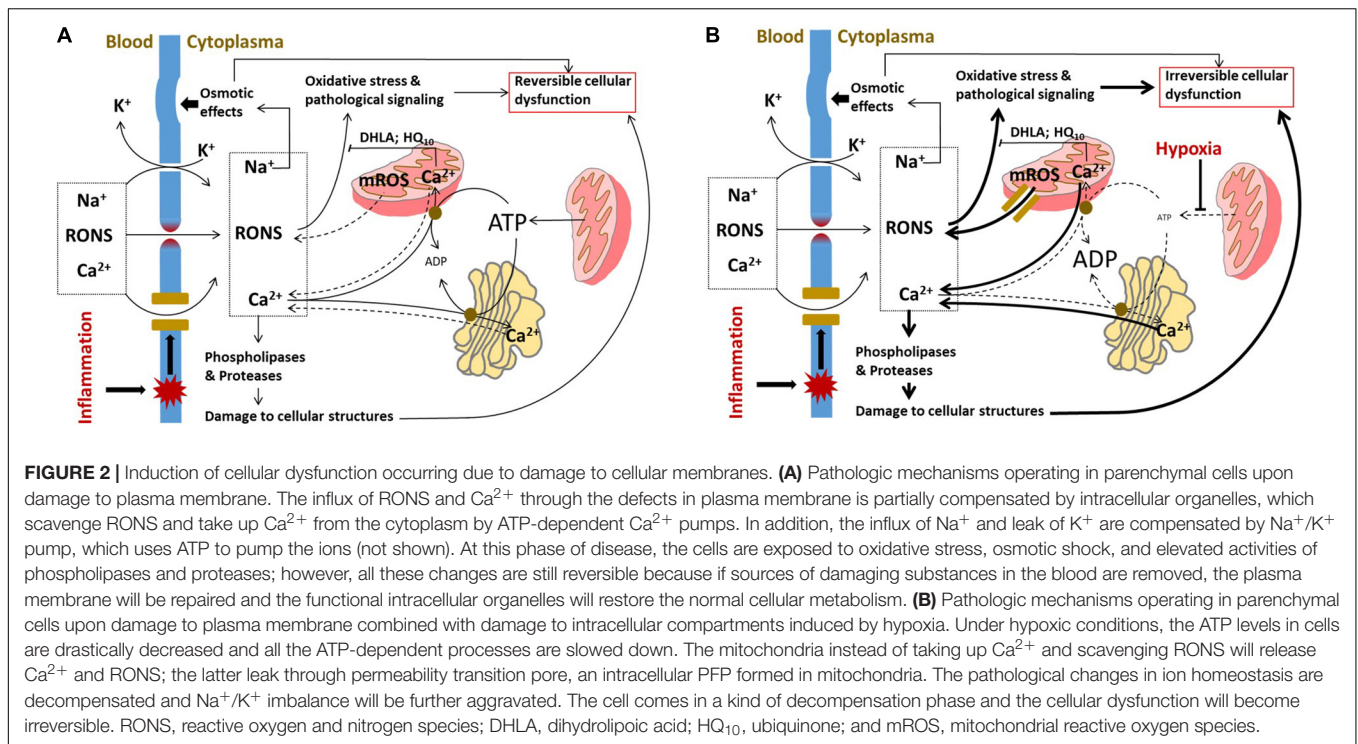 A
Blood Cytoplasma
K+
K+
Osmotic
effects
Oxidative stress &
pathological signaling
Reversible cellular
dysfunction
DHLA; HQ10
Na+
RONS
Ca2+
Na+
RONS
Ca2+
mROS
Ca2+
ATP
ADP
Ca2+
Phospholipases
& Proteases
Damage to cellular structures
Inflammation
B
Blood Cytoplasma
K+
K+
Osmotic
effects
Oxidative stress &
pathological signaling
Irreversible cellular
dysfunction
DHLA; HQ10
Hypoxia
Na+
RONS
Ca2+
Na+
RONS
Ca2+
mROS
Ca2+
ATP
ADP
Ca2+
Phospholipases
& Proteases
Damage to cellular structures
Inflammation
FIGURE 2 | Induction of cellular dysfunction occurring due to damage to cellular membranes. (A) Pathologic mechanisms operating in parenchymal cells upon
damage to plasma membrane. The influx of RONS and Ca2+ through the defects in plasma membrane is partially compensated by intracellular organelles, which
scavenge RONS and take up Ca2+ from the cytoplasm by ATP-dependent Ca2+ pumps. In addition, the influx of Na+ and leak of K+ are compensated by Na+/K+
pump, which uses ATP to pump the ions (not shown). At this phase of disease, the cells are exposed to oxidative stress, osmotic shock, and elevated activities of
phospholipases and proteases; however, all these changes are still reversible because if sources of damaging substances in the blood are removed, the plasma
membrane will be repaired and the functional intracellular organelles will restore the normal cellular metabolism. (B) Pathologic mechanisms operating in parenchymal
cells upon damage to plasma membrane combined with damage to intracellular compartments induced by hypoxia. Under hypoxic conditions, the ATP levels in cells
are drastically decreased and all the ATP-dependent processes are slowed down. The mitochondria instead of taking up Ca2+ and scavenging RONS will release
Ca2+ and RONS; the latter leak through permeability transition pore, an intracellular PFP formed in mitochondria. The pathological changes in ion homeostasis are
decompensated and Na+/K+ imbalance will be further aggravated. The cell comes in a kind of decompensation phase and the cellular dysfunction will become
irreversible. RONS, reactive oxygen and nitrogen species; DHLA, dihydrolipoic acid; HQ10, ubiquinone; and mROS, mitochondrial reactive oxygen species.